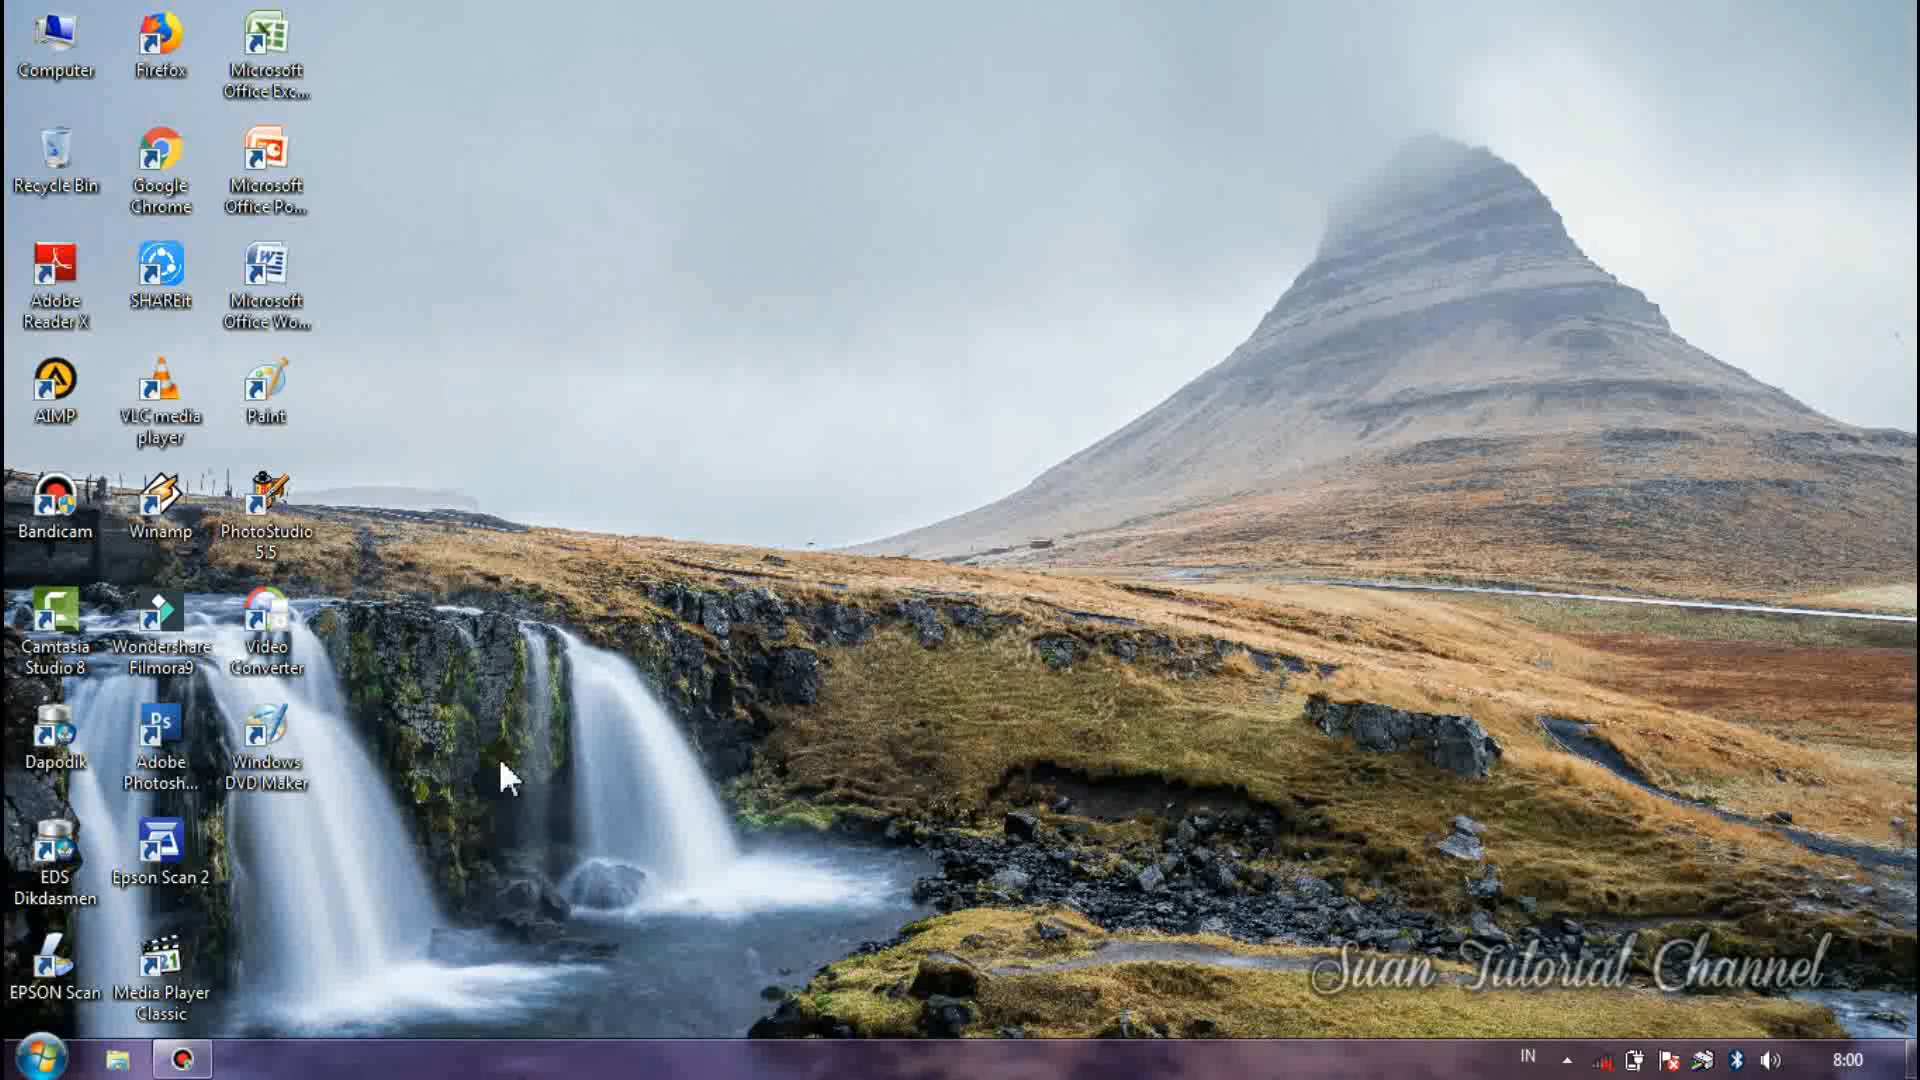 Computer
Firefox
Microsoft
Office Exc...
Recycle Bin
Google
Chrome
Microsoft
Office Po...
Adobe
Reader X
SHAREit
Microsoft
Office Wo...
AIMP
VLC media
player
Paint
Bandicam
Winamp
PhotoStudio
5.5
Camtasia
Studio 8
Wondershare
Filmora9
Video
Converter
Dapodik
Ps
Adobe
Photosh...
Windows
DVD Maker
EDS
Dikdasmen
Epson Scan 2
EPSON Scan
321
Media Player
Classic
Suan Tutorial Channel
IN
8:00